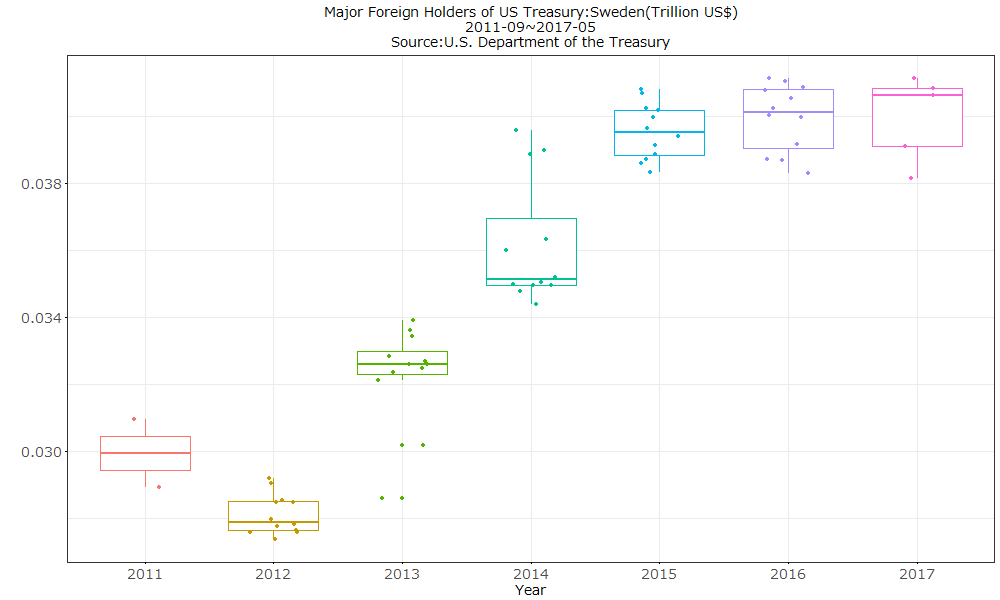 Major Foreign Holders of US Treasury:Sweden(Trillion US$)
2011-09~2017-05
Source:U.S. Department of the Treasury
0.038
0.034
0.030
2011 2012 2013 2014 2015 2016 2017
Year